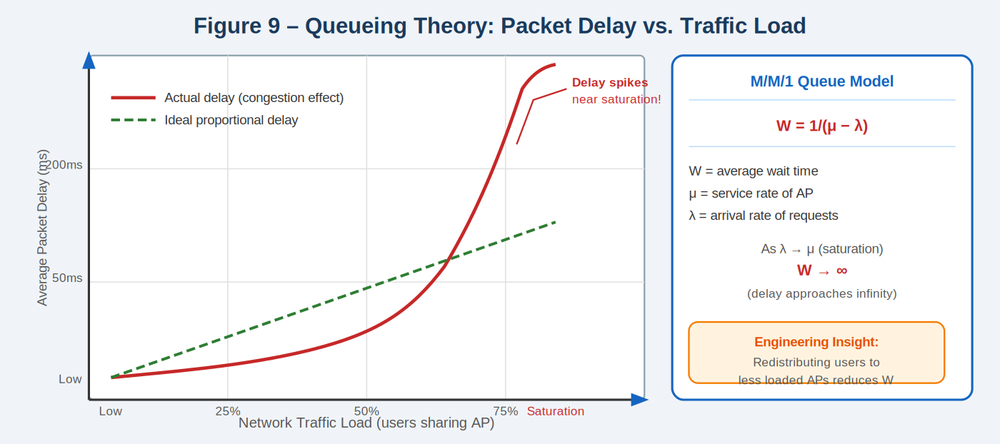 Figure 9 – Queueing Theory: Packet Delay vs. Traffic Load
Actual delay (congestion effect)
Ideal proportional delay
Delay spikes
near saturation!
Average Packet Delay (ms)
200ms
50ms
Low
Low
25%
50%
75%
Saturation
Network Traffic Load (users sharing AP)
M/M/1 Queue Model
W = 1/(μ − λ)
W = average wait time
μ = service rate of AP
λ = arrival rate of requests
As λ → μ (saturation)
W → ∞
(delay approaches infinity)
Engineering Insight:
Redistributing users to
less loaded APs reduces W